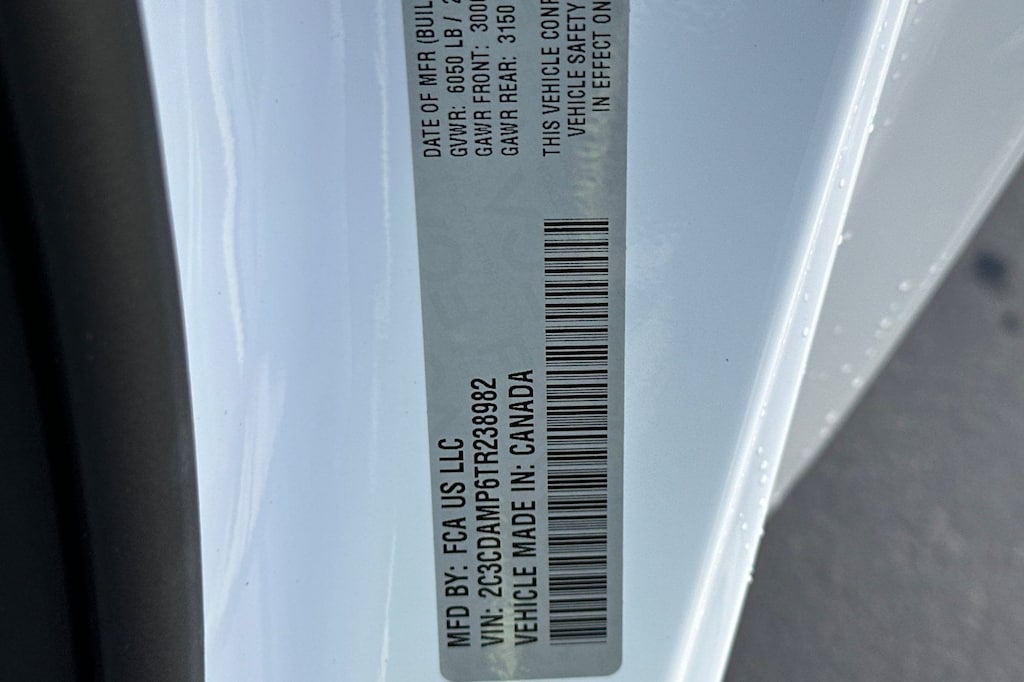 MFD BY: FCA US LLC
VIN: 2C3CDAMP6TR238982
VEHICLE MADE IN: CANADA
DATE OF MFR (BUIL
GVWR: 6050 LB / 2
GAWR FRONT: 300
GAWR REAR: 3150
THIS VEHICLE CONF
VEHICLE SAFETY
IN EFFECT ON